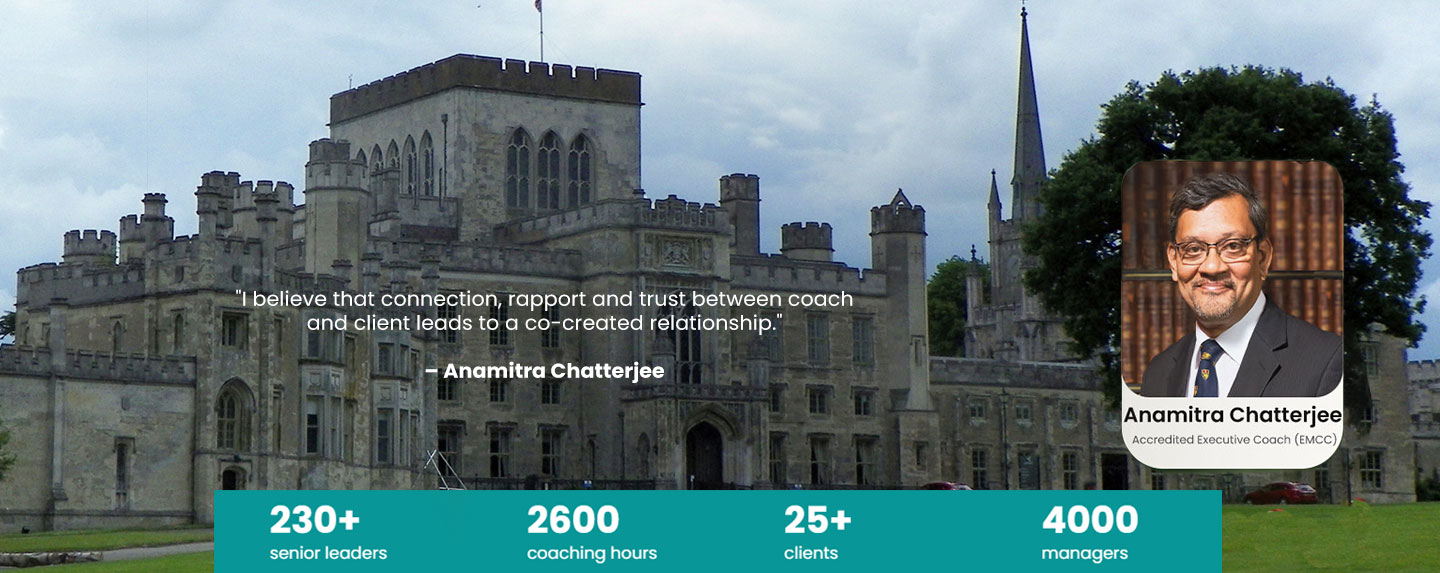 "I believe that connection, rapport and trust between coach
and client leads to a co-created relationship."
– Anamitra Chatterjee
Anamitra Chatterjee
Accredited Executive Coach (EMCC)
230+
senior leaders
2600
coaching hours
25+
clients
4000
managers